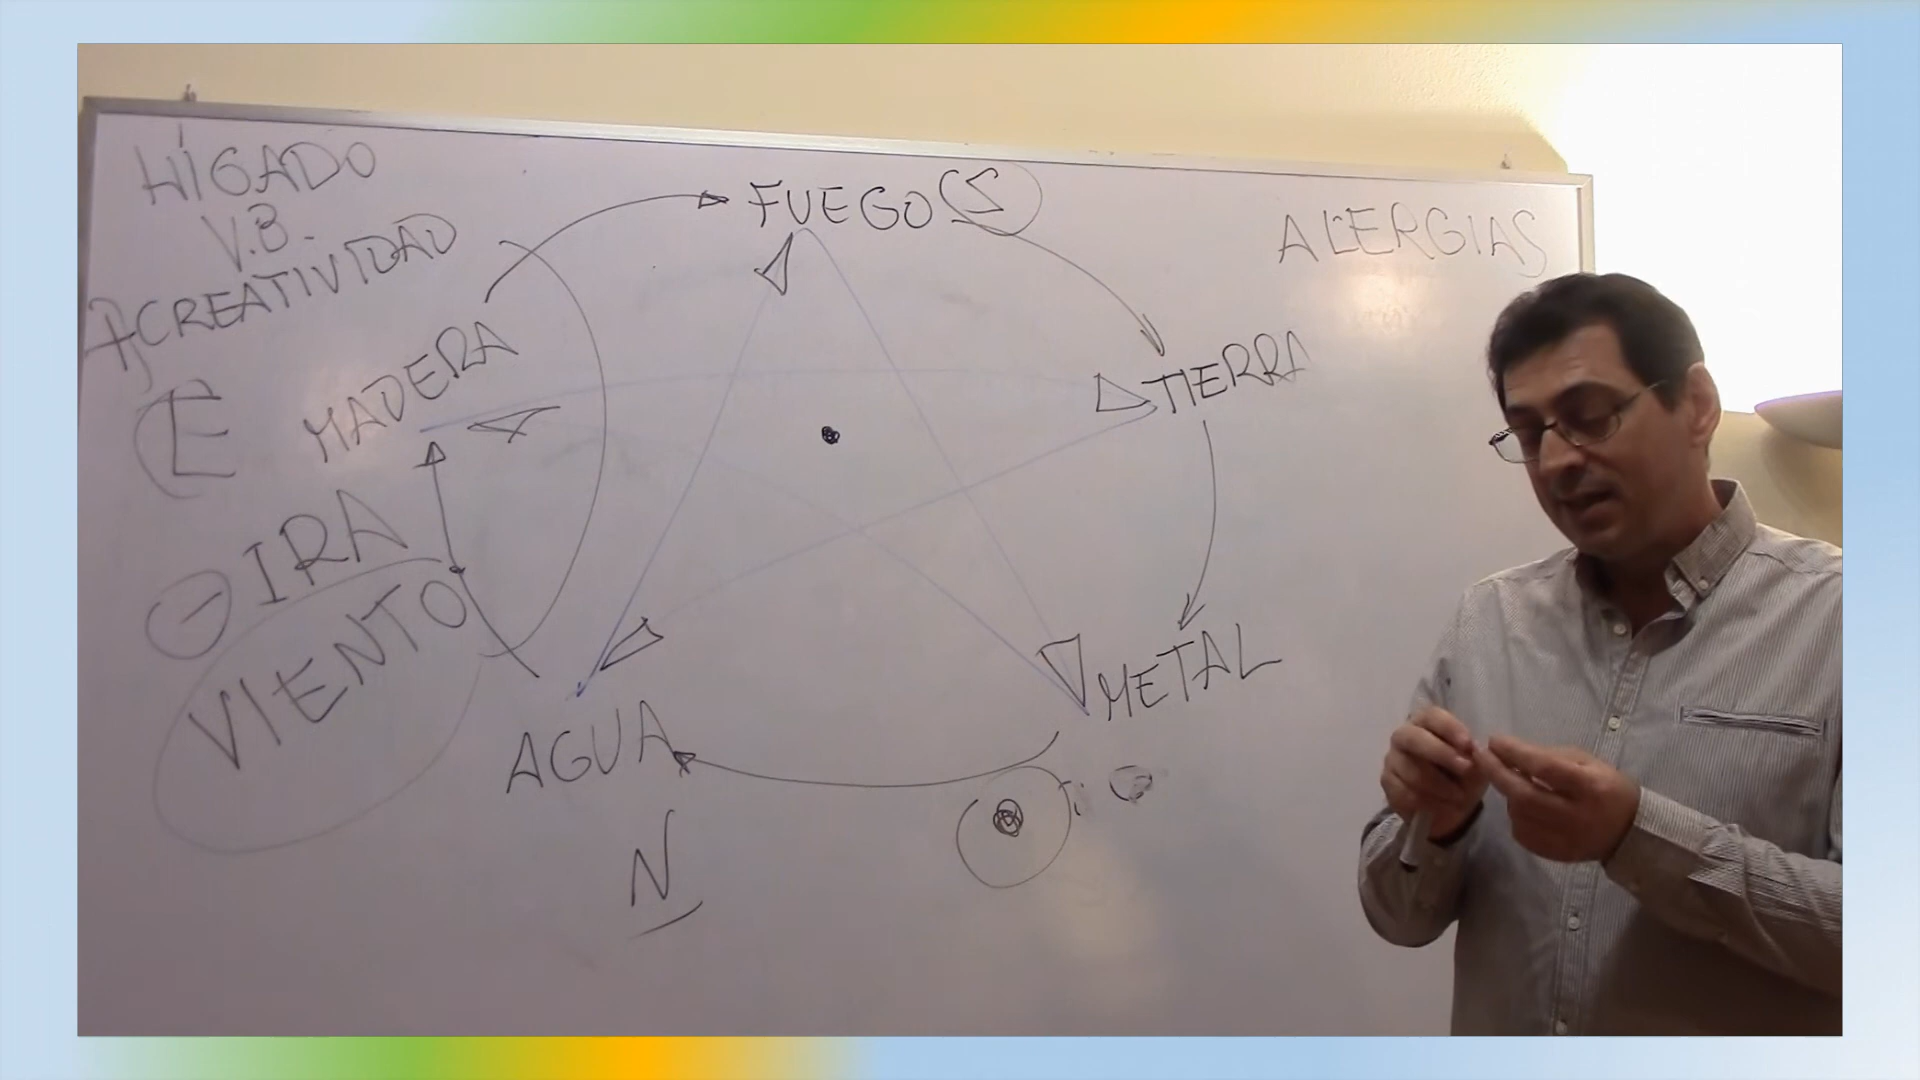 HÍGADO
V.B.
+ CREATIVIDAD
E
MADERA
- IRA
VIENTO
FUEGO S
ALERGIAS
TIERRA
METAL
AGUA
N